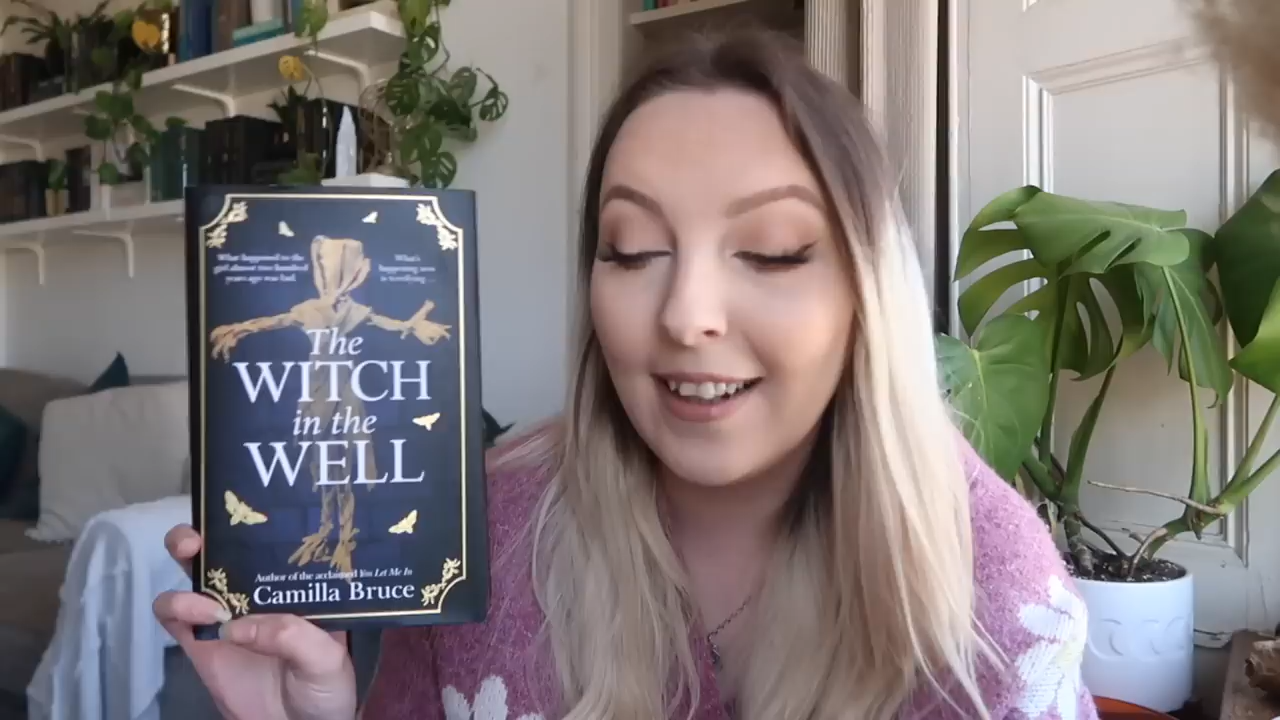 What happened to the
girl almost two hundred
years ago was bad.
What's
happening now
is terrifying...
The
WITCH
in the
WELL
Author of the acclaimed You Let Me In
Camilla Bruce